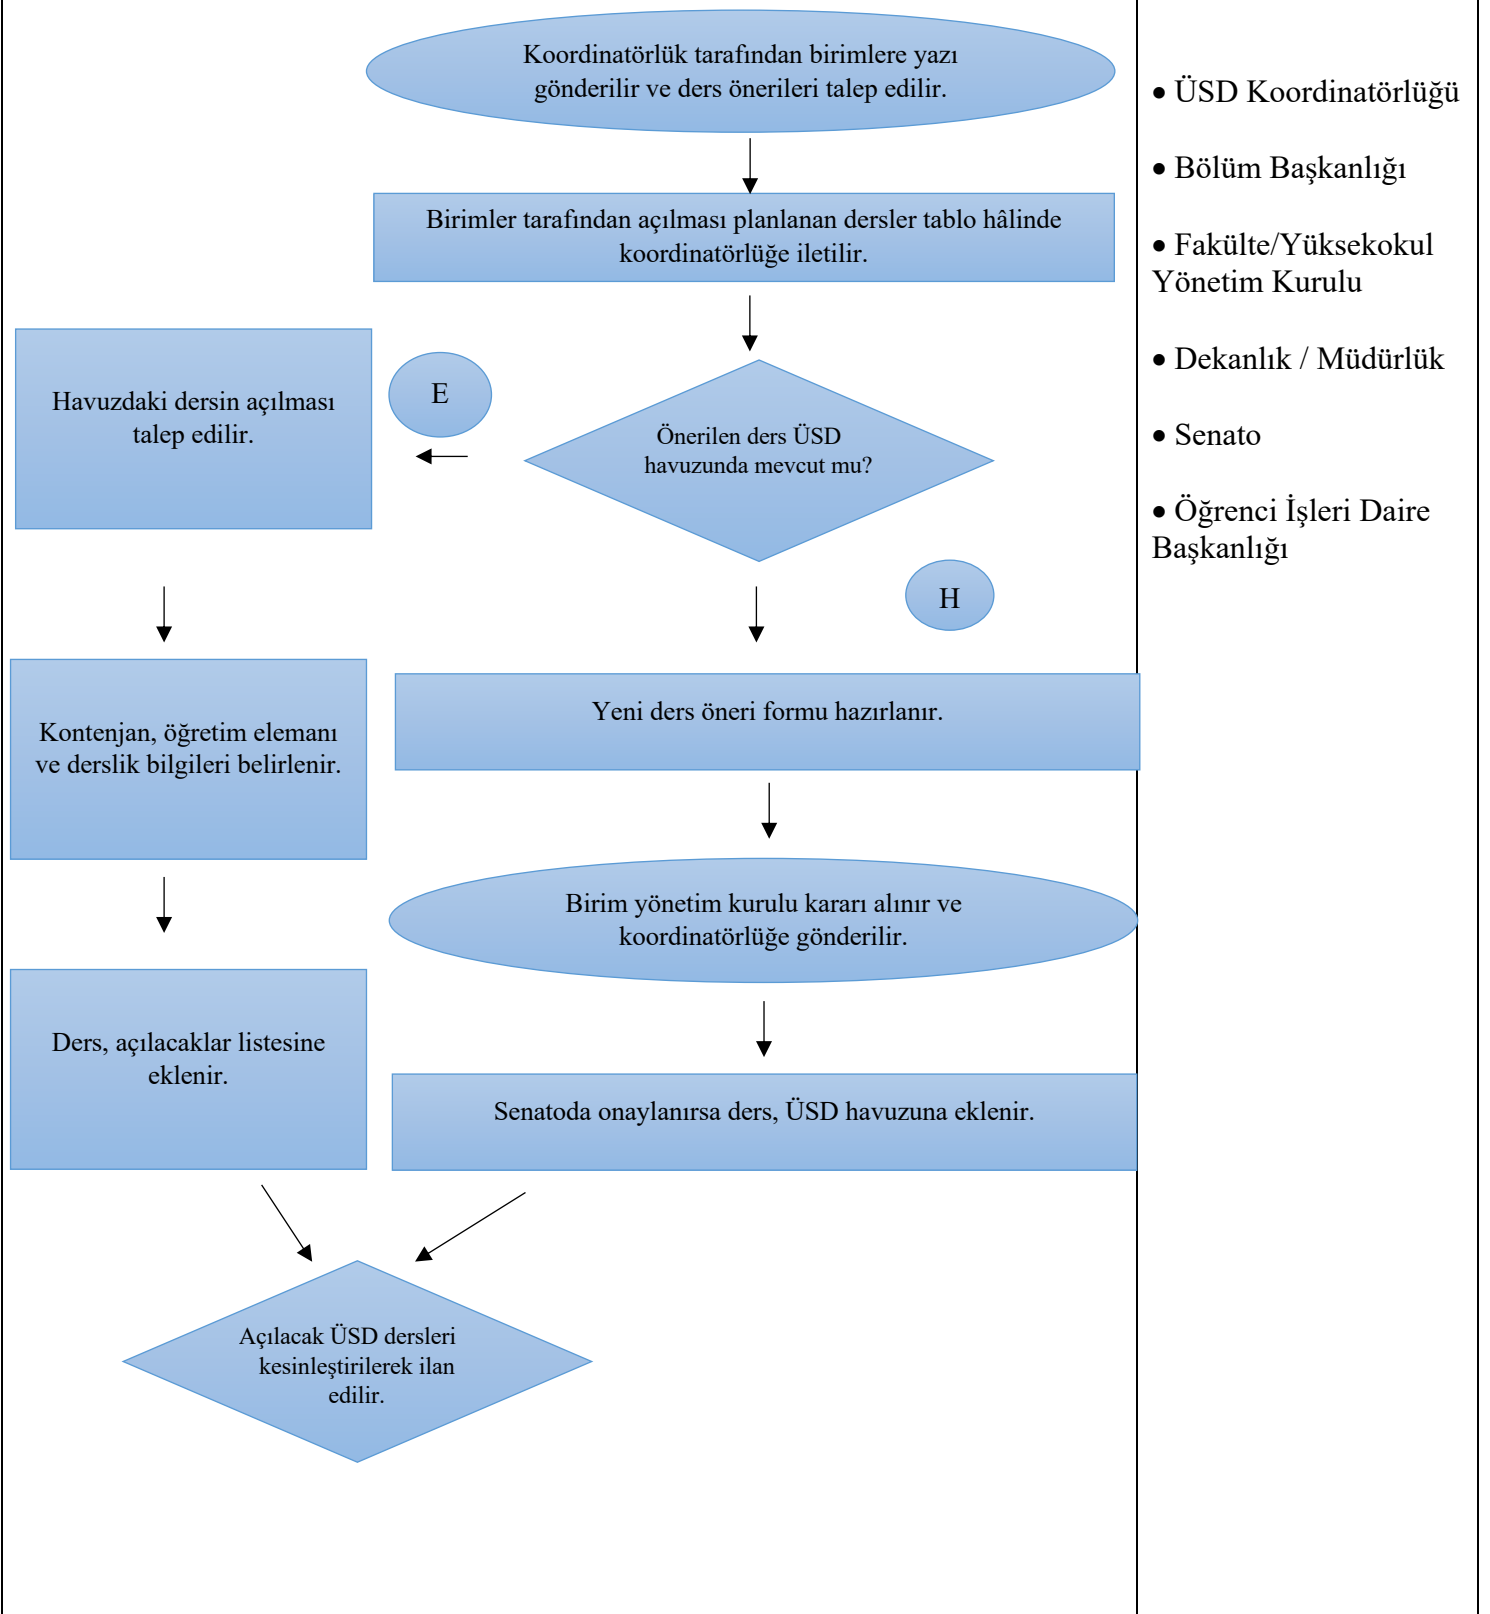 Koordinatörlük tarafından birimlere yazı
gönderilir ve ders önerileri talep edilir.
Birimler tarafından açılması planlanan dersler tablo hâlinde
koordinatörlüğe iletilir.
Önerilen ders ÜSD
havuzunda mevcut mu?
E
Havuzdaki dersin açılması
talep edilir.
Kontenjan, öğretim elemanı
ve derslik bilgileri belirlenir.
Ders, açılacaklar listesine
eklenir.
H
Yeni ders öneri formu hazırlanır.
Birim yönetim kurulu kararı alınır ve
koordinatörlüğe gönderilir.
Senatoda onaylanırsa ders, ÜSD havuzuna eklenir.
Açılacak ÜSD dersleri
kesinleştirilerek ilan
edilir.
• ÜSD Koordinatörlüğü
• Bölüm Başkanlığı
• Fakülte/Yüksekokul
Yönetim Kurulu
• Dekanlık / Müdürlük
• Senato
• Öğrenci İşleri Daire
Başkanlığı